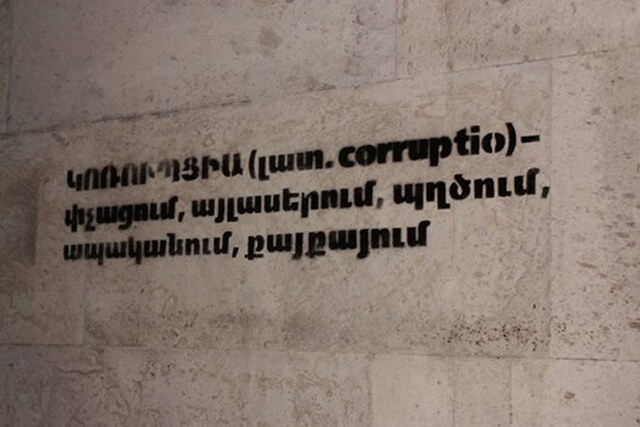 ԿՈՌՈՒՊՑԻԱ (լատ. corruptio) –
փչացում, այլասերում, պղծում,
ապականում, քայքայում